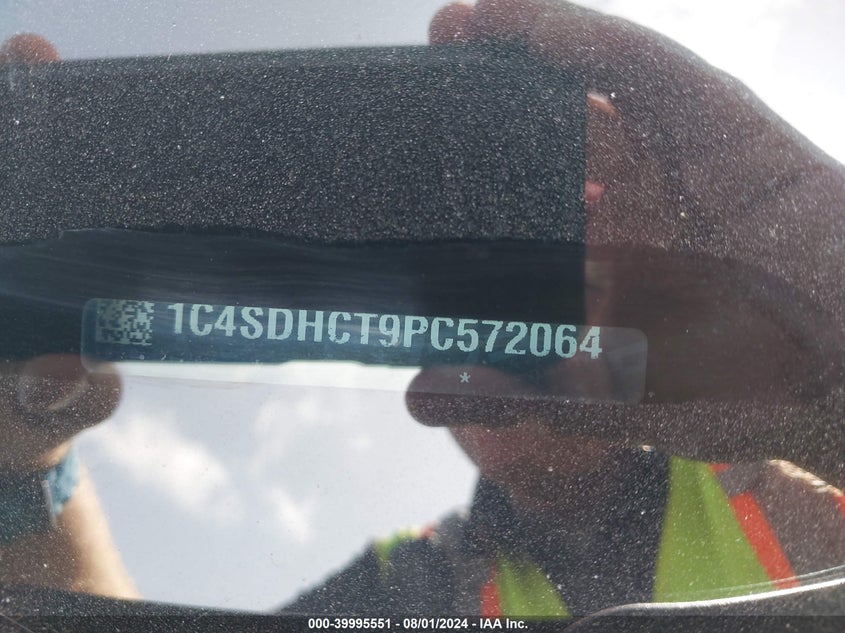 1C4SDHCT9PC572064
*
000-39995551 - 08/01/2024 - IAA Inc.